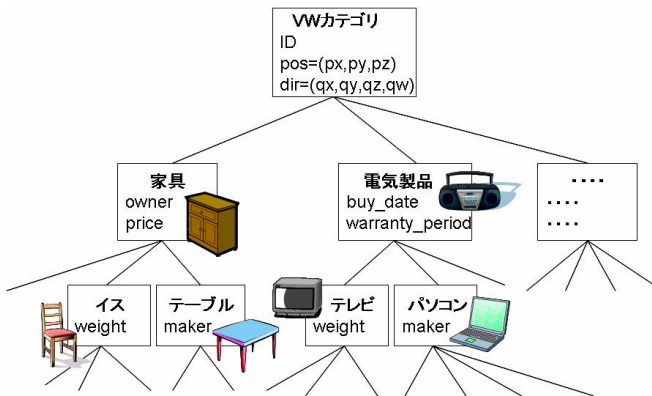 VWカテゴリ
ID
pos=(px,py,pz)
dir=(qx,qy,qz,qw)
家具
owner
price
電気製品
buy_date
warranty_period
‥‥
‥‥
‥‥
イス
weight
テーブル
maker
テレビ
weight
パソコン
maker